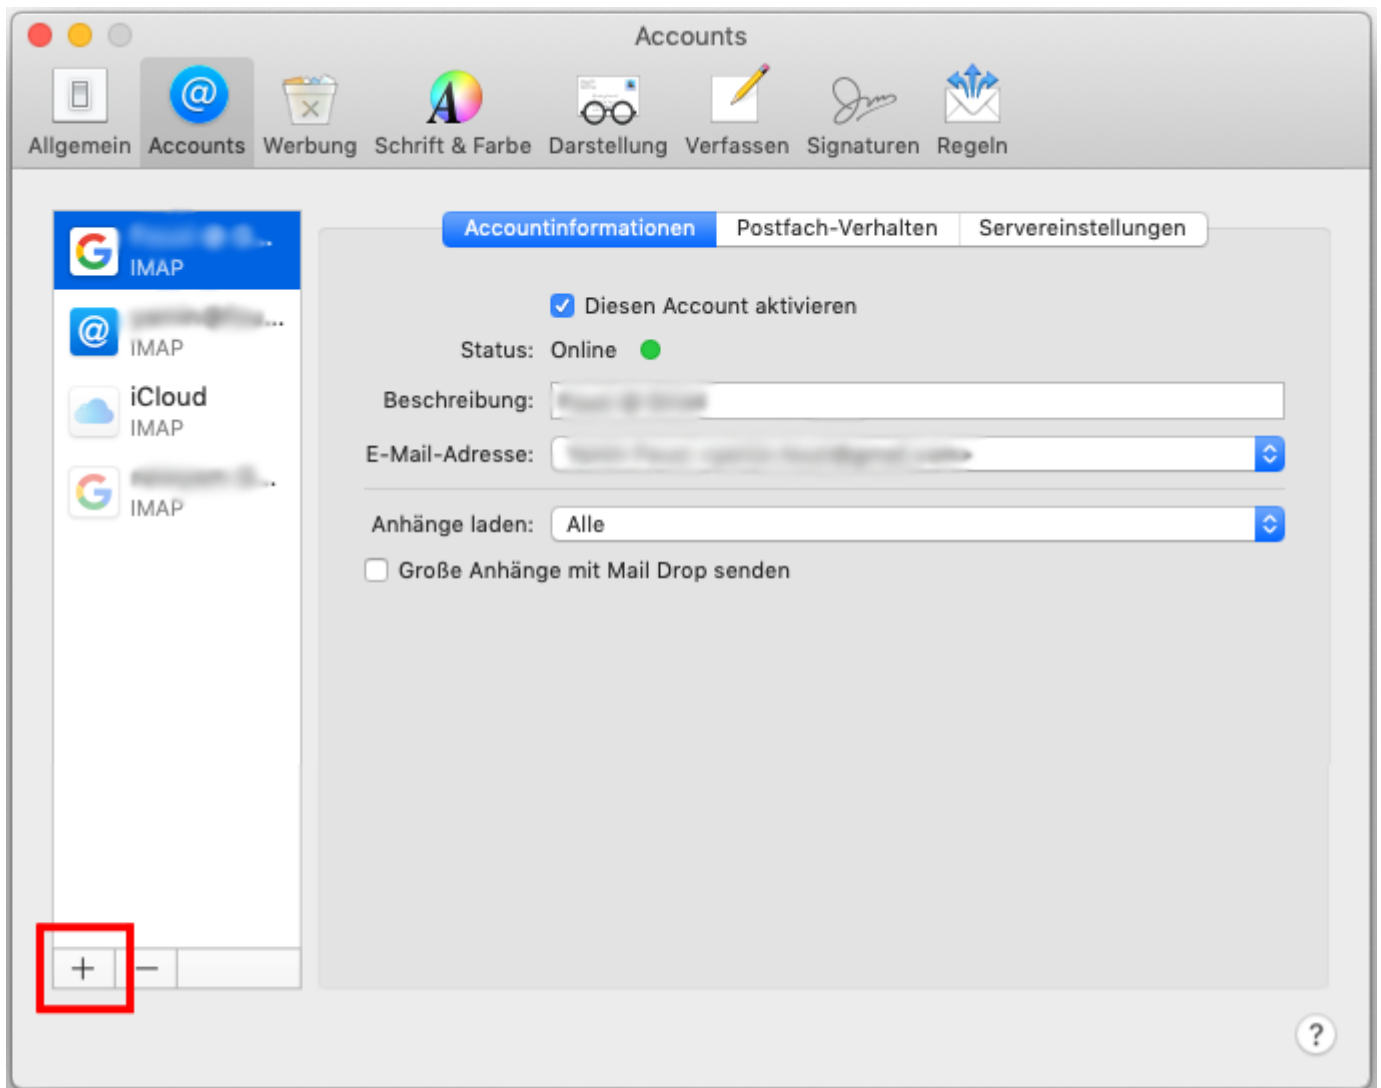 Accounts
Allgemein Accounts Werbung Schrift & Farbe Darstellung Verfassen Signaturen Regeln
IMAP
IMAP
iCloud
IMAP
IMAP
Accountinformationen Postfach-Verhalten Servereinstellungen
Diesen Account aktivieren
Status: Online
Beschreibung:
E-Mail-Adresse:
Anhänge laden: Alle
Große Anhänge mit Mail Drop senden
+ −
?